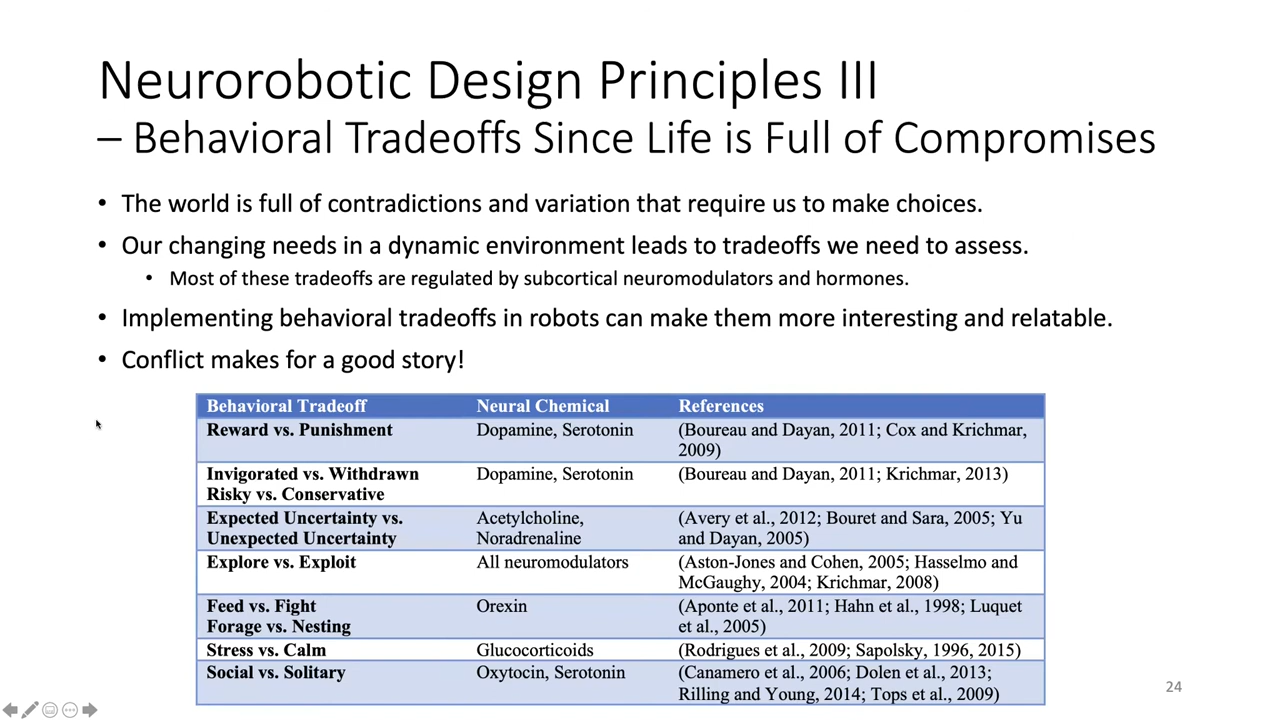 Neurorobotic Design Principles III
– Behavioral Tradeoffs Since Life is Full of Compromises
• The world is full of contradictions and variation that require us to make choices.
• Our changing needs in a dynamic environment leads to tradeoffs we need to assess.
• Most of these tradeoffs are regulated by subcortical neuromodulators and hormones.
• Implementing behavioral tradeoffs in robots can make them more interesting and relatable.
• Conflict makes for a good story!
Behavioral Tradeoff Neural Chemical References
Reward vs. Punishment Dopamine, Serotonin (Boureau and Dayan, 2011; Cox and Krichmar,
2009)
Invigorated vs. Withdrawn Dopamine, Serotonin (Boureau and Dayan, 2011; Krichmar, 2013)
Risky vs. Conservative
Expected Uncertainty vs. Acetylcholine, (Avery et al., 2012; Bouret and Sara, 2005; Yu
Unexpected Uncertainty Noradrenaline and Dayan, 2005)
Explore vs. Exploit All neuromodulators (Aston-Jones and Cohen, 2005; Hasselmo and
McGaughy, 2004; Krichmar, 2008)
Feed vs. Fight Orexin (Aponte et al., 2011; Hahn et al., 1998; Luquet
Forage vs. Nesting et al., 2005)
Stress vs. Calm Glucocorticoids (Rodrigues et al., 2009; Sapolsky, 1996, 2015)
Social vs. Solitary Oxytocin, Serotonin (Canamero et al., 2006; Dolen et al., 2013;
Rilling and Young, 2014; Tops et al., 2009)
24